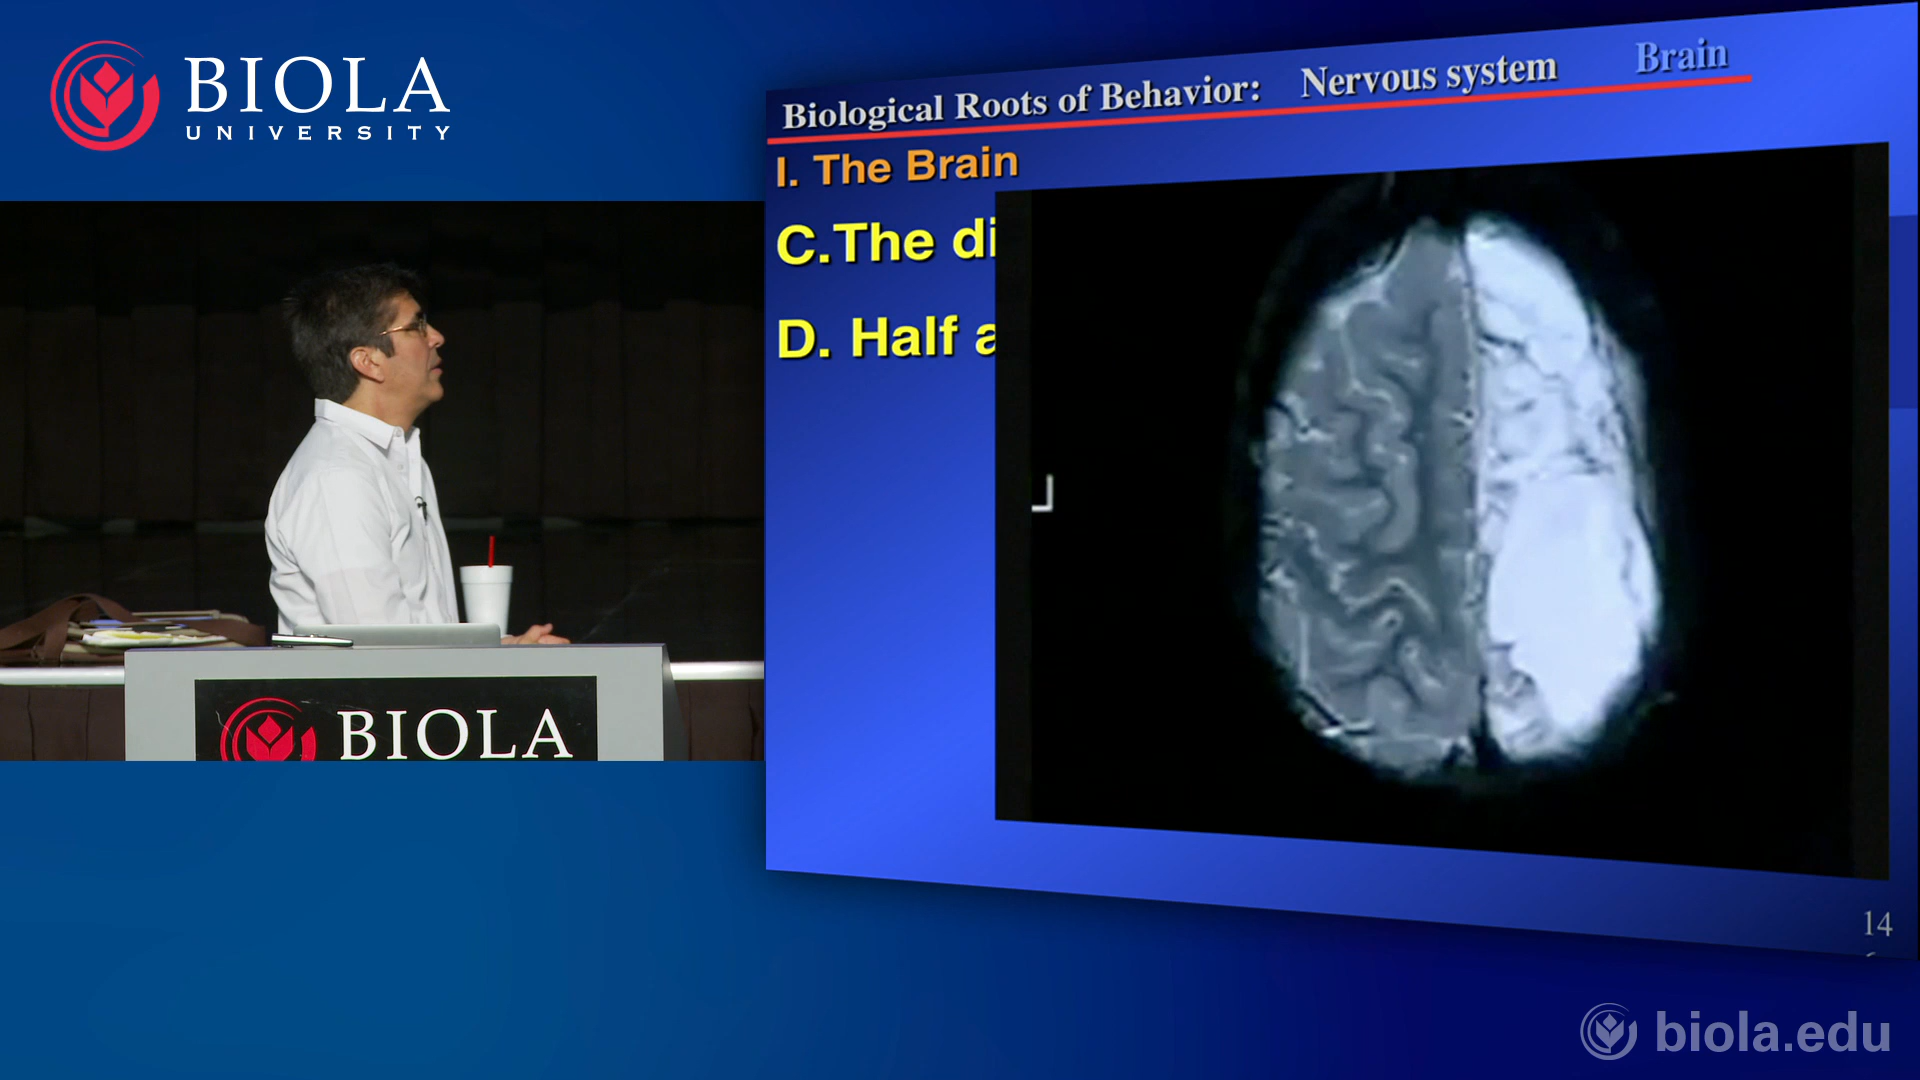 BIOLA
UNIVERSITY
Biological Roots of Behavior: Nervous system Brain
I. The Brain
C.The di
D. Half a
BIOLA
14
biola.edu